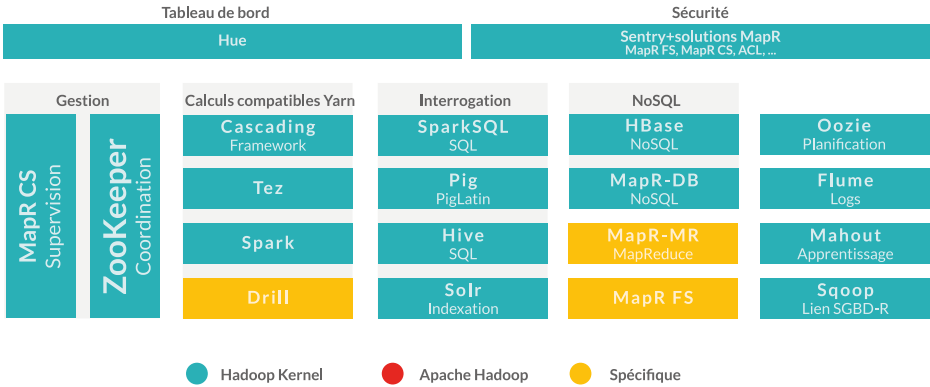 Tableau de bord
Sécurité
Hue
Sentry+solutions MapR
MapR FS, MapR CS, ACL, ...
Gestion
Calculs compatibles Yarn
Interrogation
NoSQL
MapR CS
Supervision
ZooKeeper
Coordination
Cascading
Framework
SparkSQL
SQL
HBase
NoSQL
Oozie
Planification
Tez
Pig
PigLatin
MapR-DB
NoSQL
Flume
Logs
Spark
Hive
SQL
MapR-MR
MapReduce
Mahout
Apprentissage
Drill
Solr
Indexation
MapR FS
Sqoop
Lien SGBD-R
Hadoop Kernel
Apache Hadoop
Spécifique